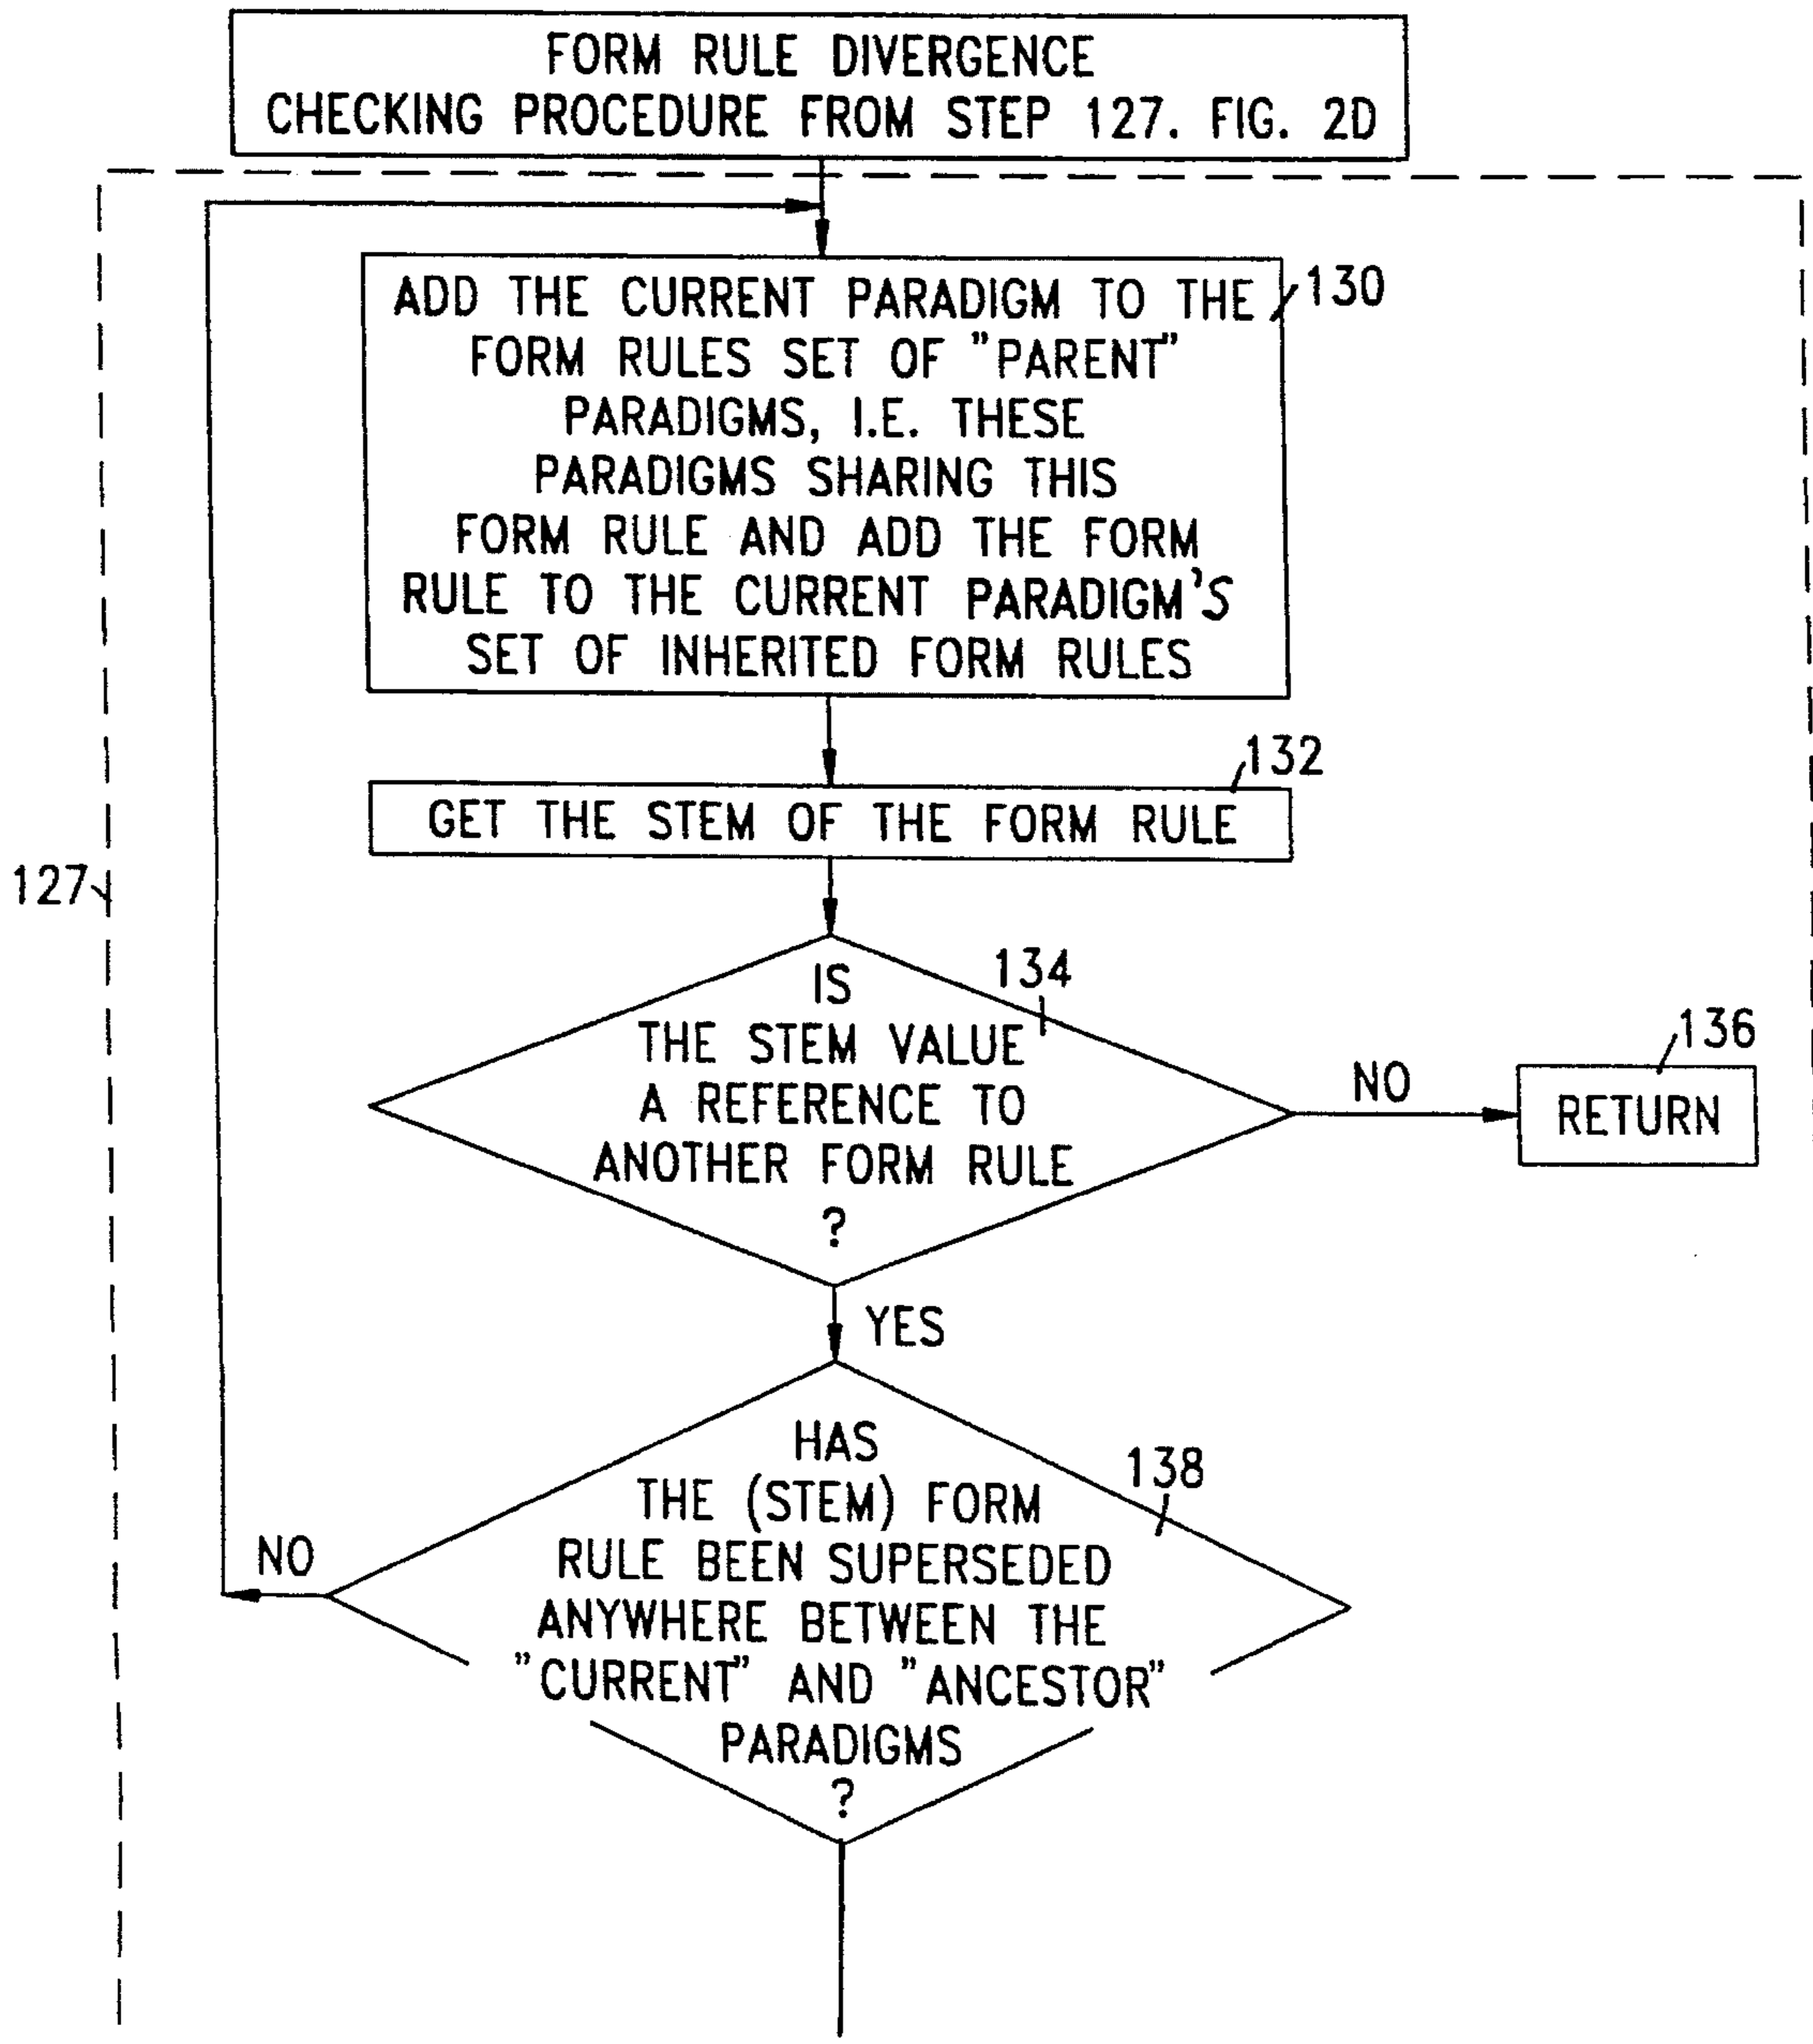 FORM RULE DIVERGENCE
CHECKING PROCEDURE FROM STEP 127. FIG. 2D
ADD THE CURRENT PARADIGM TO THE
FORM RULES SET OF "PARENT"
PARADIGMS, I.E. THESE
PARADIGMS SHARING THIS
FORM RULE AND ADD THE FORM
RULE TO THE CURRENT PARADIGM'S
SET OF INHERITED FORM RULES
130
132
GET THE STEM OF THE FORM RULE
127
134
IS
THE STEM VALUE
A REFERENCE TO
ANOTHER FORM RULE
?
NO
136
RETURN
YES
138
HAS
THE (STEM) FORM
RULE BEEN SUPERSEDED
ANYWHERE BETWEEN THE
"CURRENT" AND "ANCESTOR"
PARADIGMS
?
NO